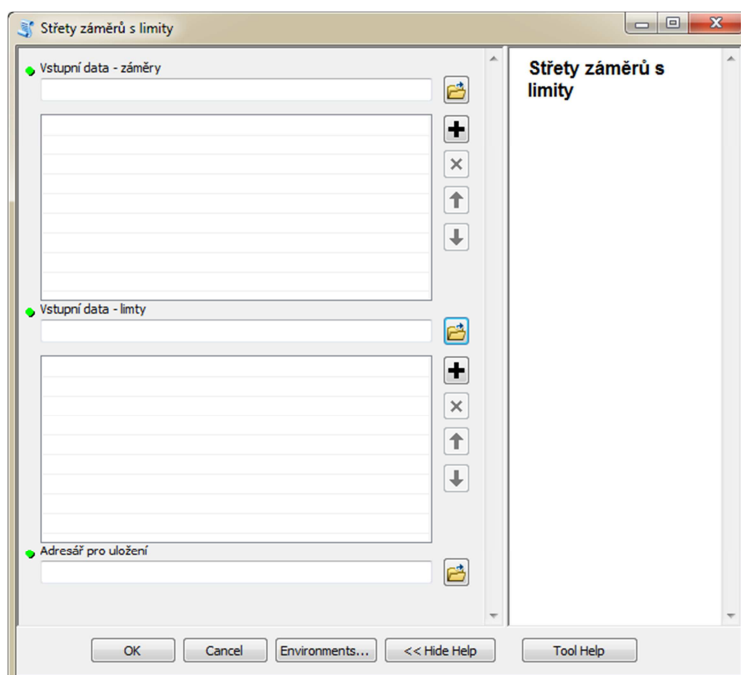 Střety záměrů s limity
Vstupní data - záměry
Vstupní data - limty
Adresář pro uložení
Střety záměrů s
limity
OK
Cancel
Environments...
<< Hide Help
Tool Help